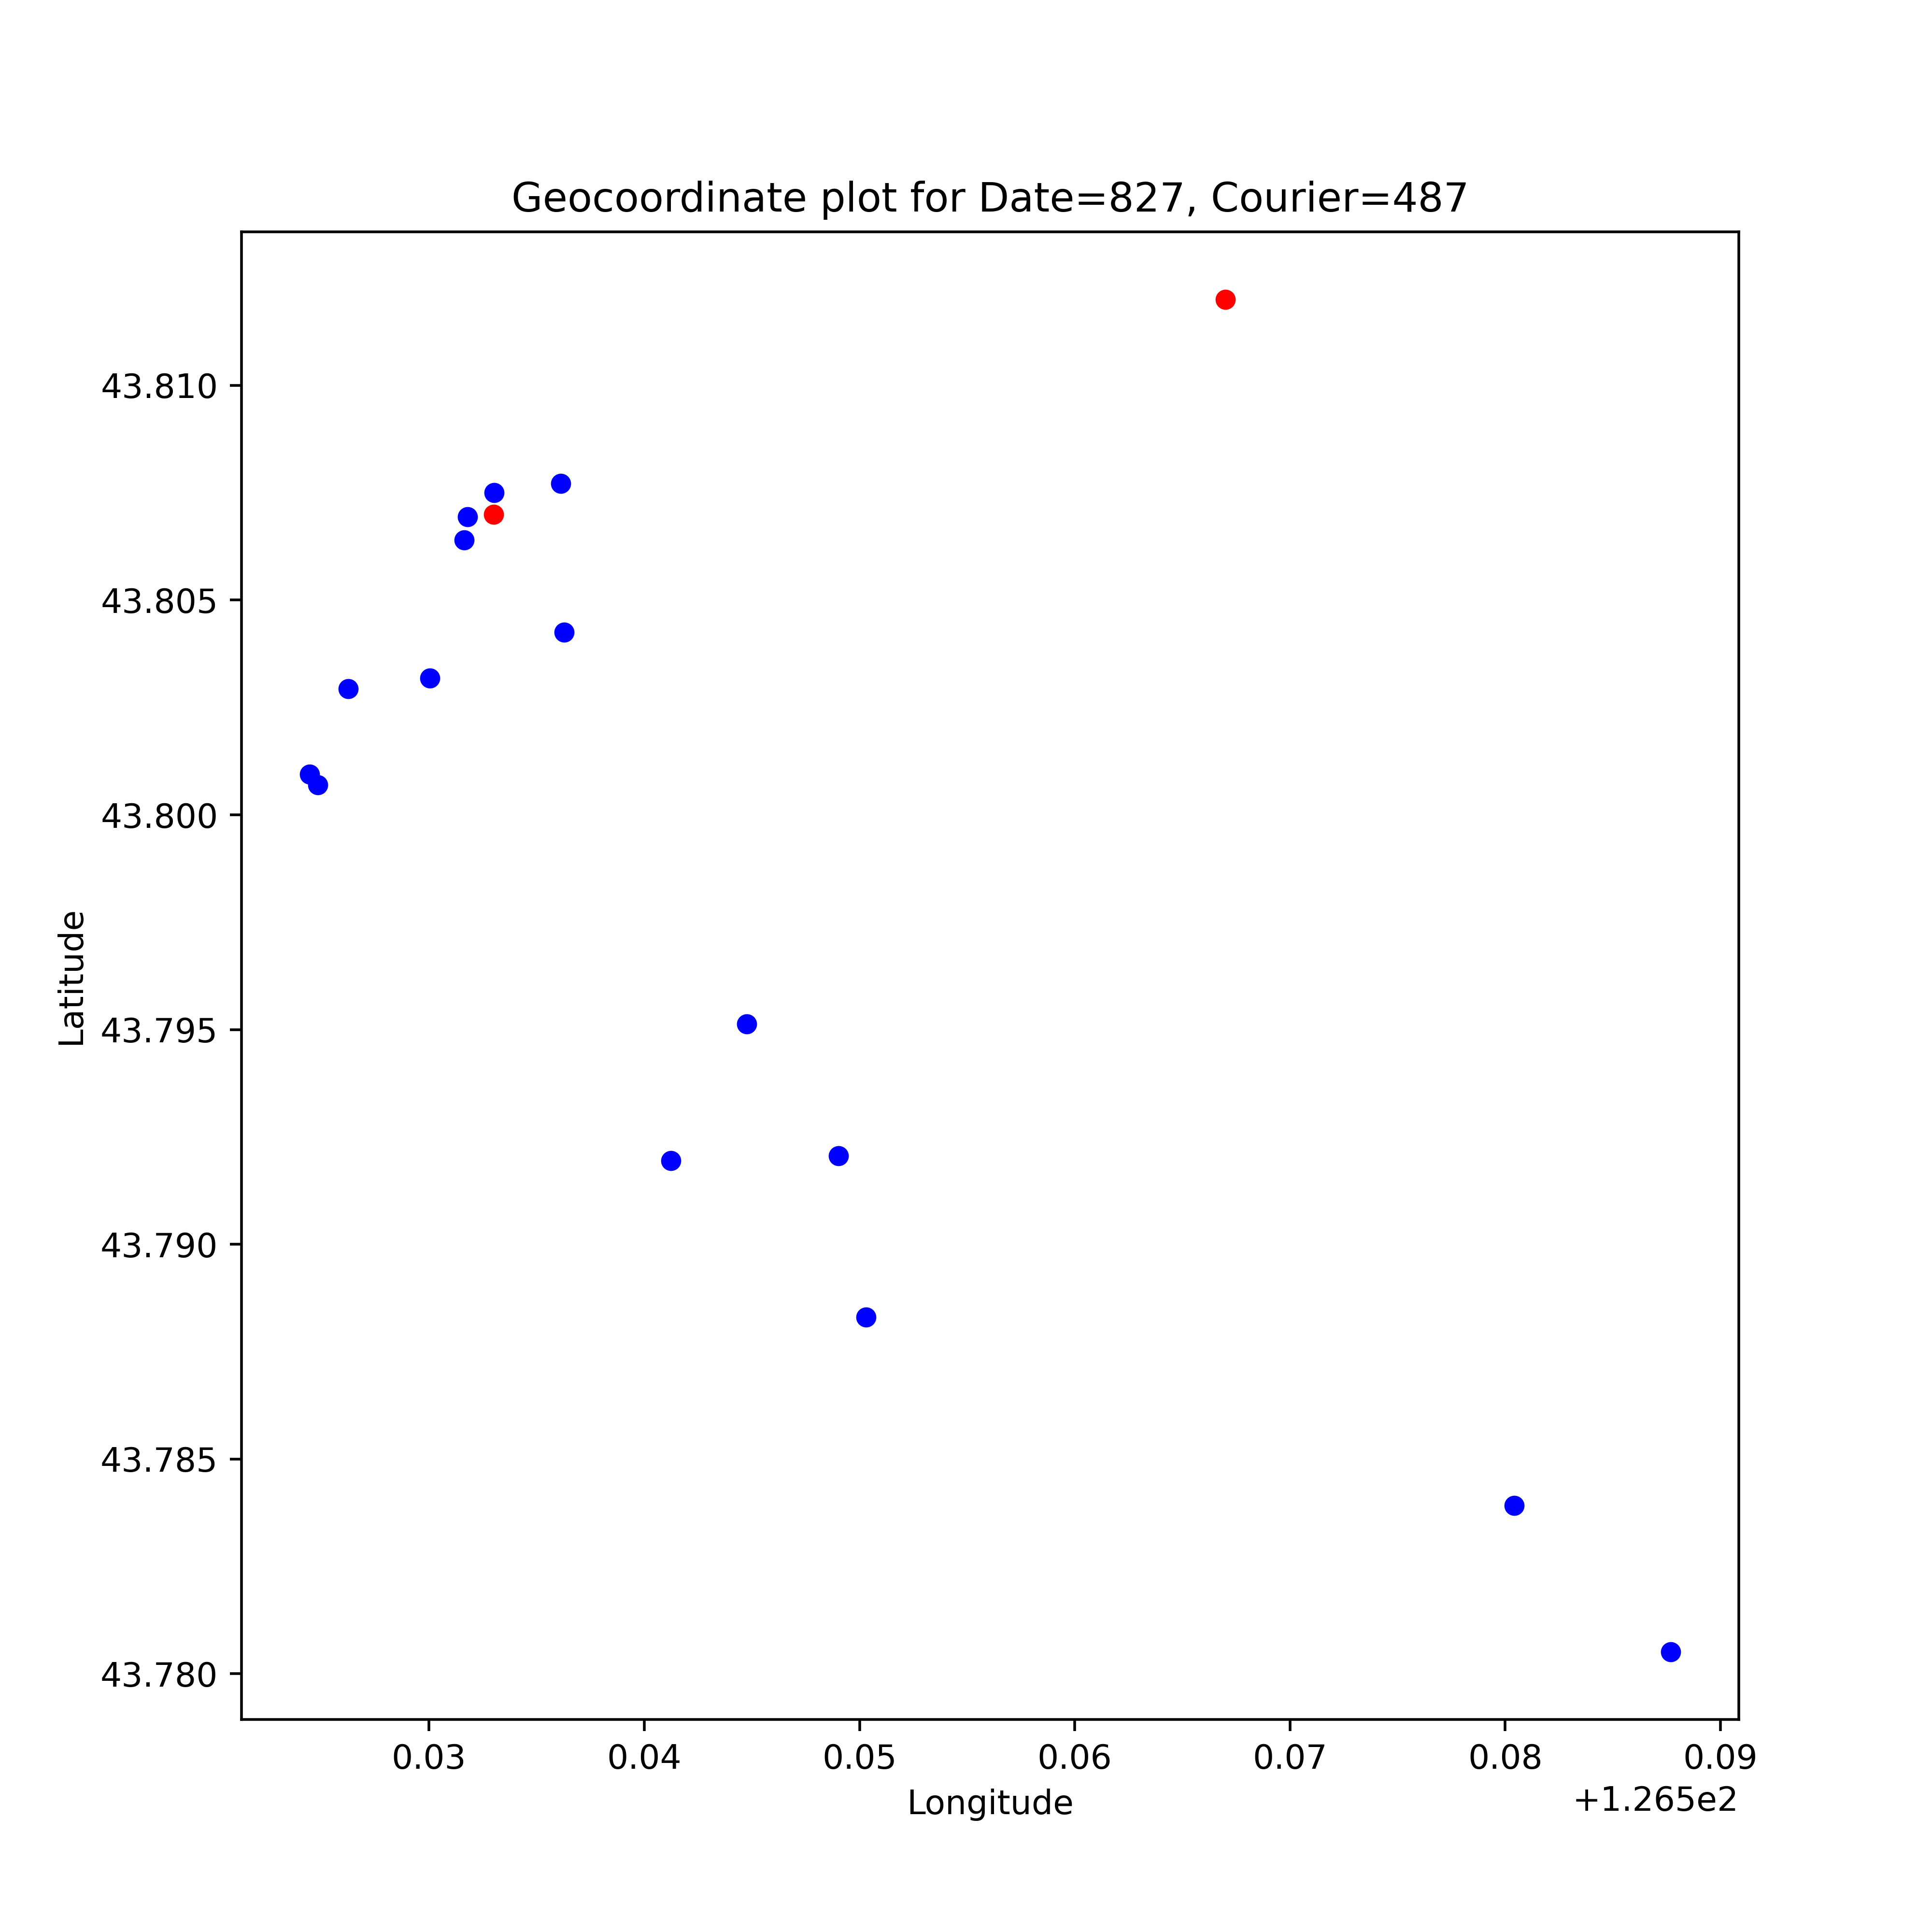 Geocoordinate plot for Date=827, Courier=487
43.810
43.805
43.800
43.795
43.790
43.785
43.780
Latitude
0.03 0.04 0.05 0.06 0.07 0.08 0.09
Longitude
+1.265e2